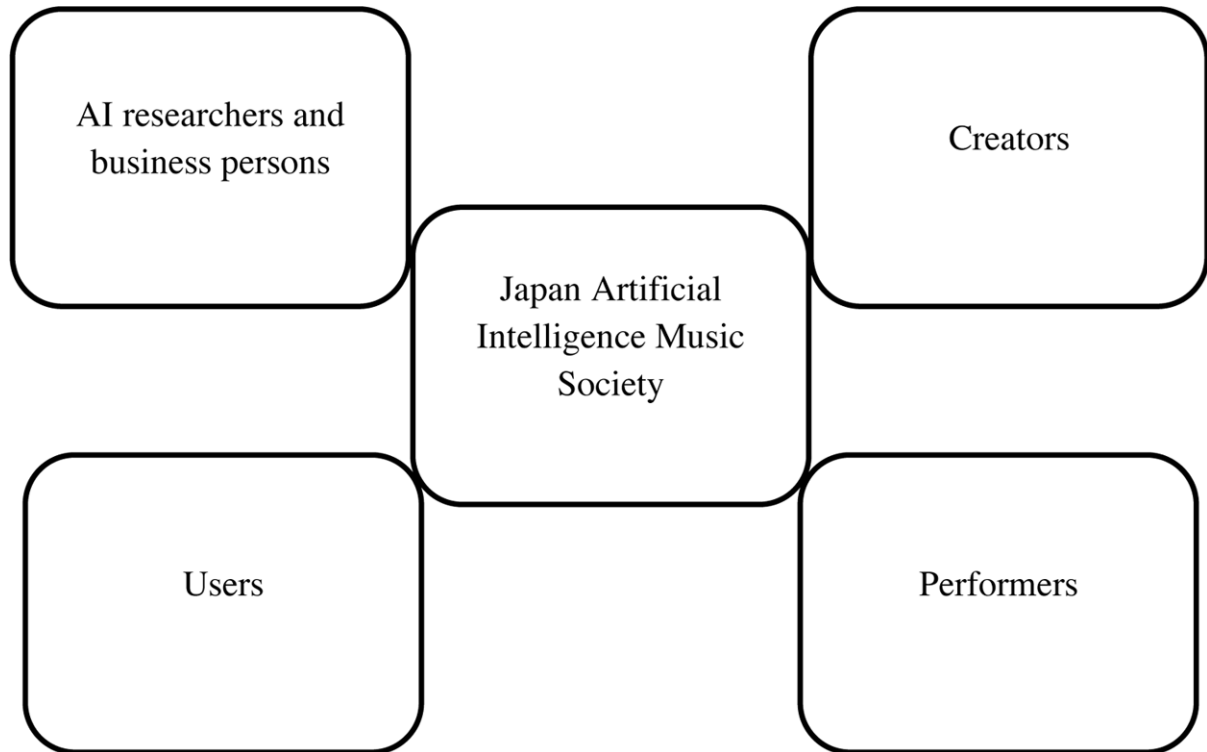 AI researchers and
business persons
Creators
Japan Artificial
Intelligence Music
Society
Users
Performers